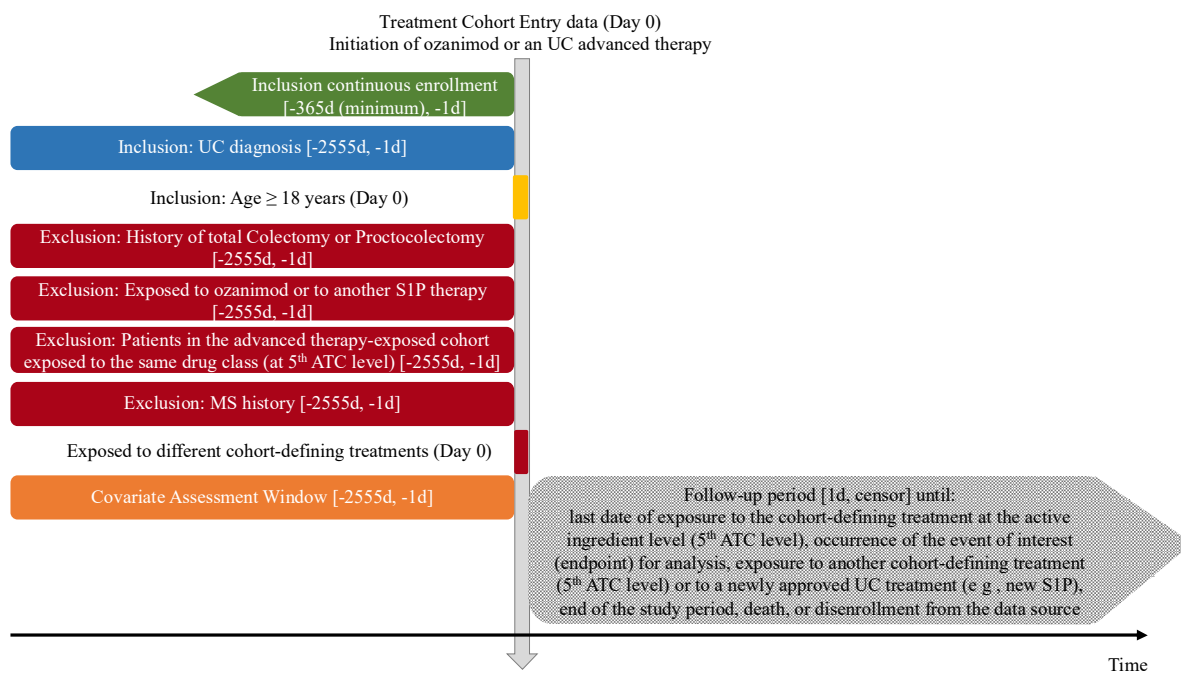 Treatment Cohort Entry data (Day 0)
Initiation of ozanimod or an UC advanced therapy
Inclusion continuous enrollment
[-365d (minimum), -1d]
Inclusion: UC diagnosis [-2555d, -1d]
Inclusion: Age ≥ 18 years (Day 0)
Exclusion: History of total Colectomy or Proctocolectomy
[-2555d, -1d]
Exclusion: Exposed to ozanimod or to another S1P therapy
[-2555d, -1d]
Exclusion: Patients in the advanced therapy-exposed cohort
exposed to the same drug class (at 5th ATC level) [-2555d, -1d]
Exclusion: MS history [-2555d, -1d]
Exposed to different cohort-defining treatments (Day 0)
Covariate Assessment Window [-2555d, -1d]
Follow-up period [1d, censor] until:
last date of exposure to the cohort-defining treatment at the active
ingredient level (5th ATC level), occurrence of the event of interest
(endpoint) for analysis, exposure to another cohort-defining treatment
(5th ATC level) or to a newly approved UC treatment (e g , new S1P),
end of the study period, death, or disenrollment from the data source
Time